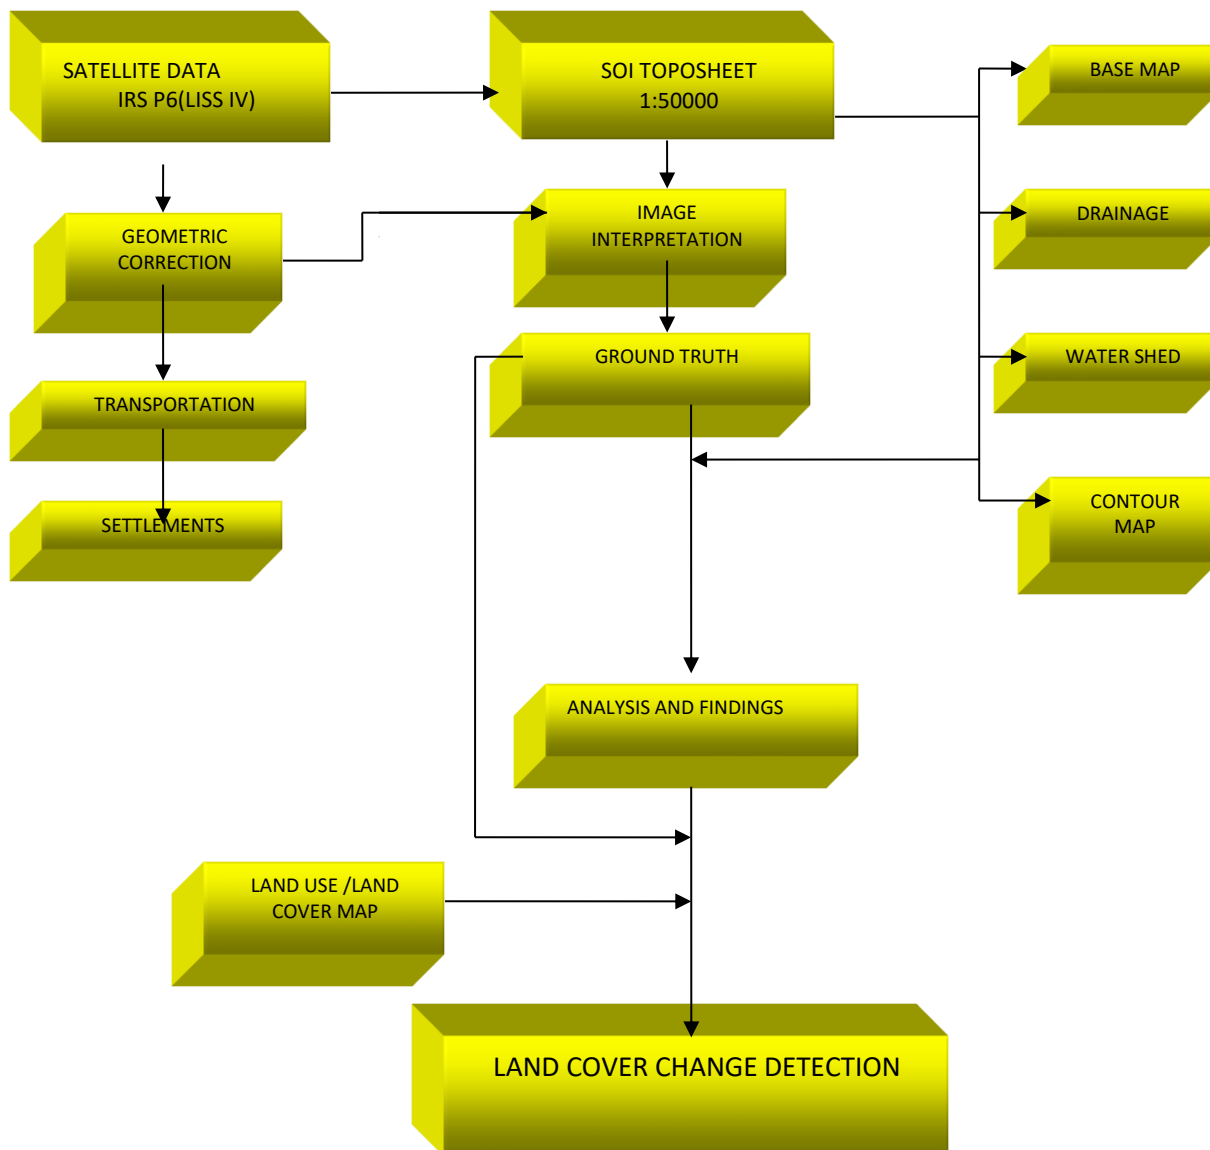 SATELLITE DATA
IRS P6(LISS IV)
SOI TOPOSHEET
1:50000
BASE MAP
GEOMETRIC
CORRECTION
IMAGE
INTERPRETATION
DRAINAGE
GROUND TRUTH
WATER SHED
TRANSPORTATION
SETTLEMENTS
CONTOUR
MAP
ANALYSIS AND FINDINGS
LAND USE /LAND
COVER MAP
LAND COVER CHANGE DETECTION